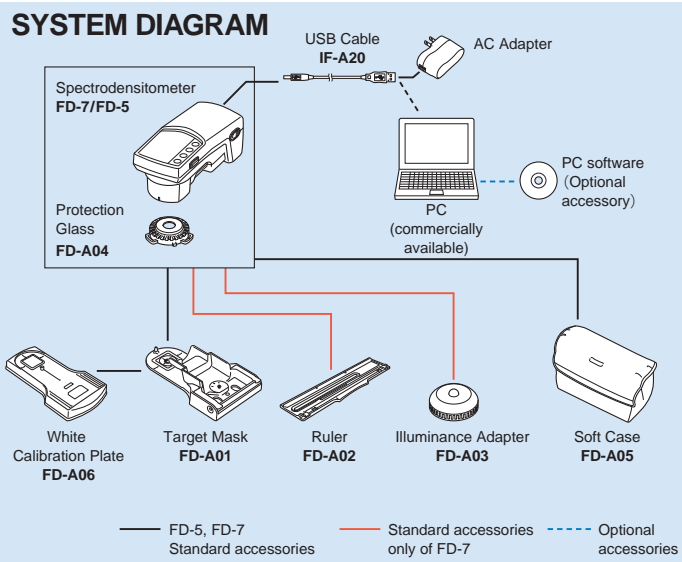 SYSTEM DIAGRAM
USB Cable
IF-A20
AC Adapter
Spectrodensitometer
FD-7/FD-5
Protection
Glass
FD-A04
PC
(commercially
available)
PC software
（Optional
accessory）
White
Calibration Plate
FD-A06
Target Mask
FD-A01
Ruler
FD-A02
Illuminance Adapter
FD-A03
Soft Case
FD-A05
FD-5, FD-7
Standard accessories
Standard accessories
only of FD-7
Optional
accessories